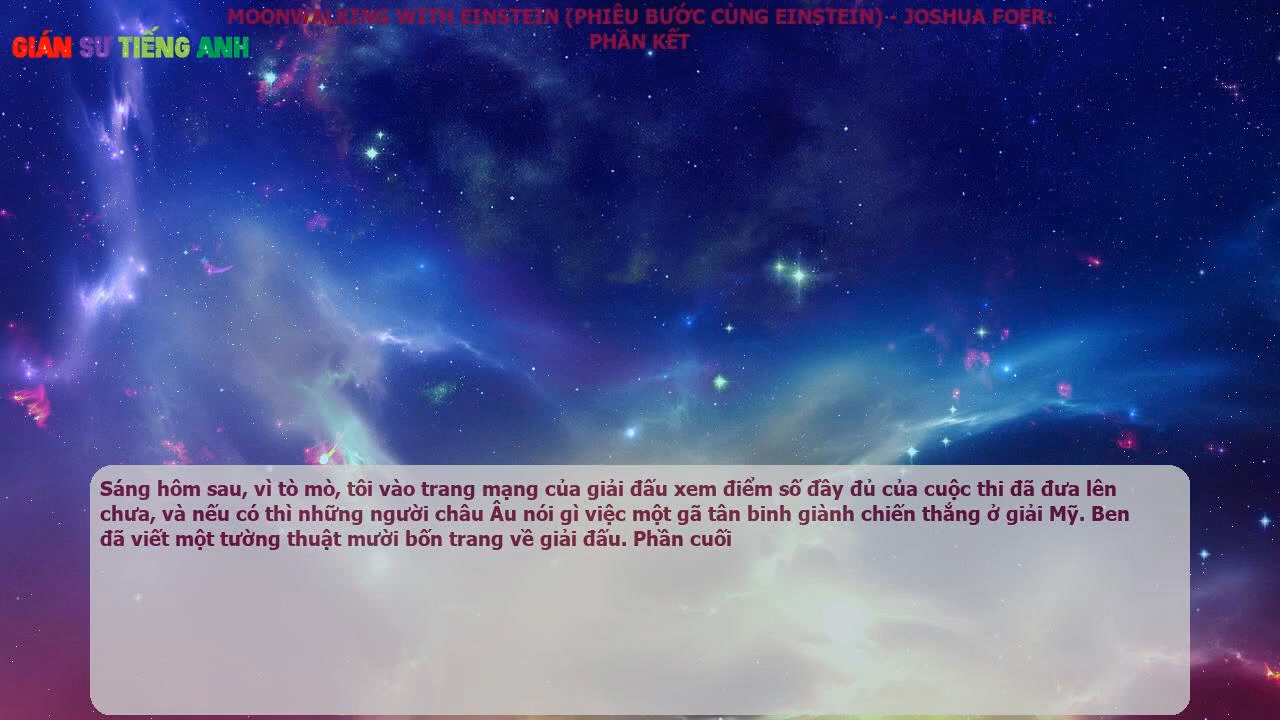 MOONWALKING WITH EINSTEIN (PHIÊU BƯỚC CÙNG EINSTEIN) - JOSHUA FOER:
PHẦN KẾT
GIÁN SƯ TIẾNG ANH
Sáng hôm sau, vì tò mò, tôi vào trang mạng của giải đấu xem điểm số đầy đủ của cuộc thi đã đưa lên
chưa, và nếu có thì những người châu Âu nói gì việc một gã tân binh giành chiến thắng ở giải Mỹ. Ben
đã viết một tường thuật mười bốn trang về giải đấu. Phần cuối